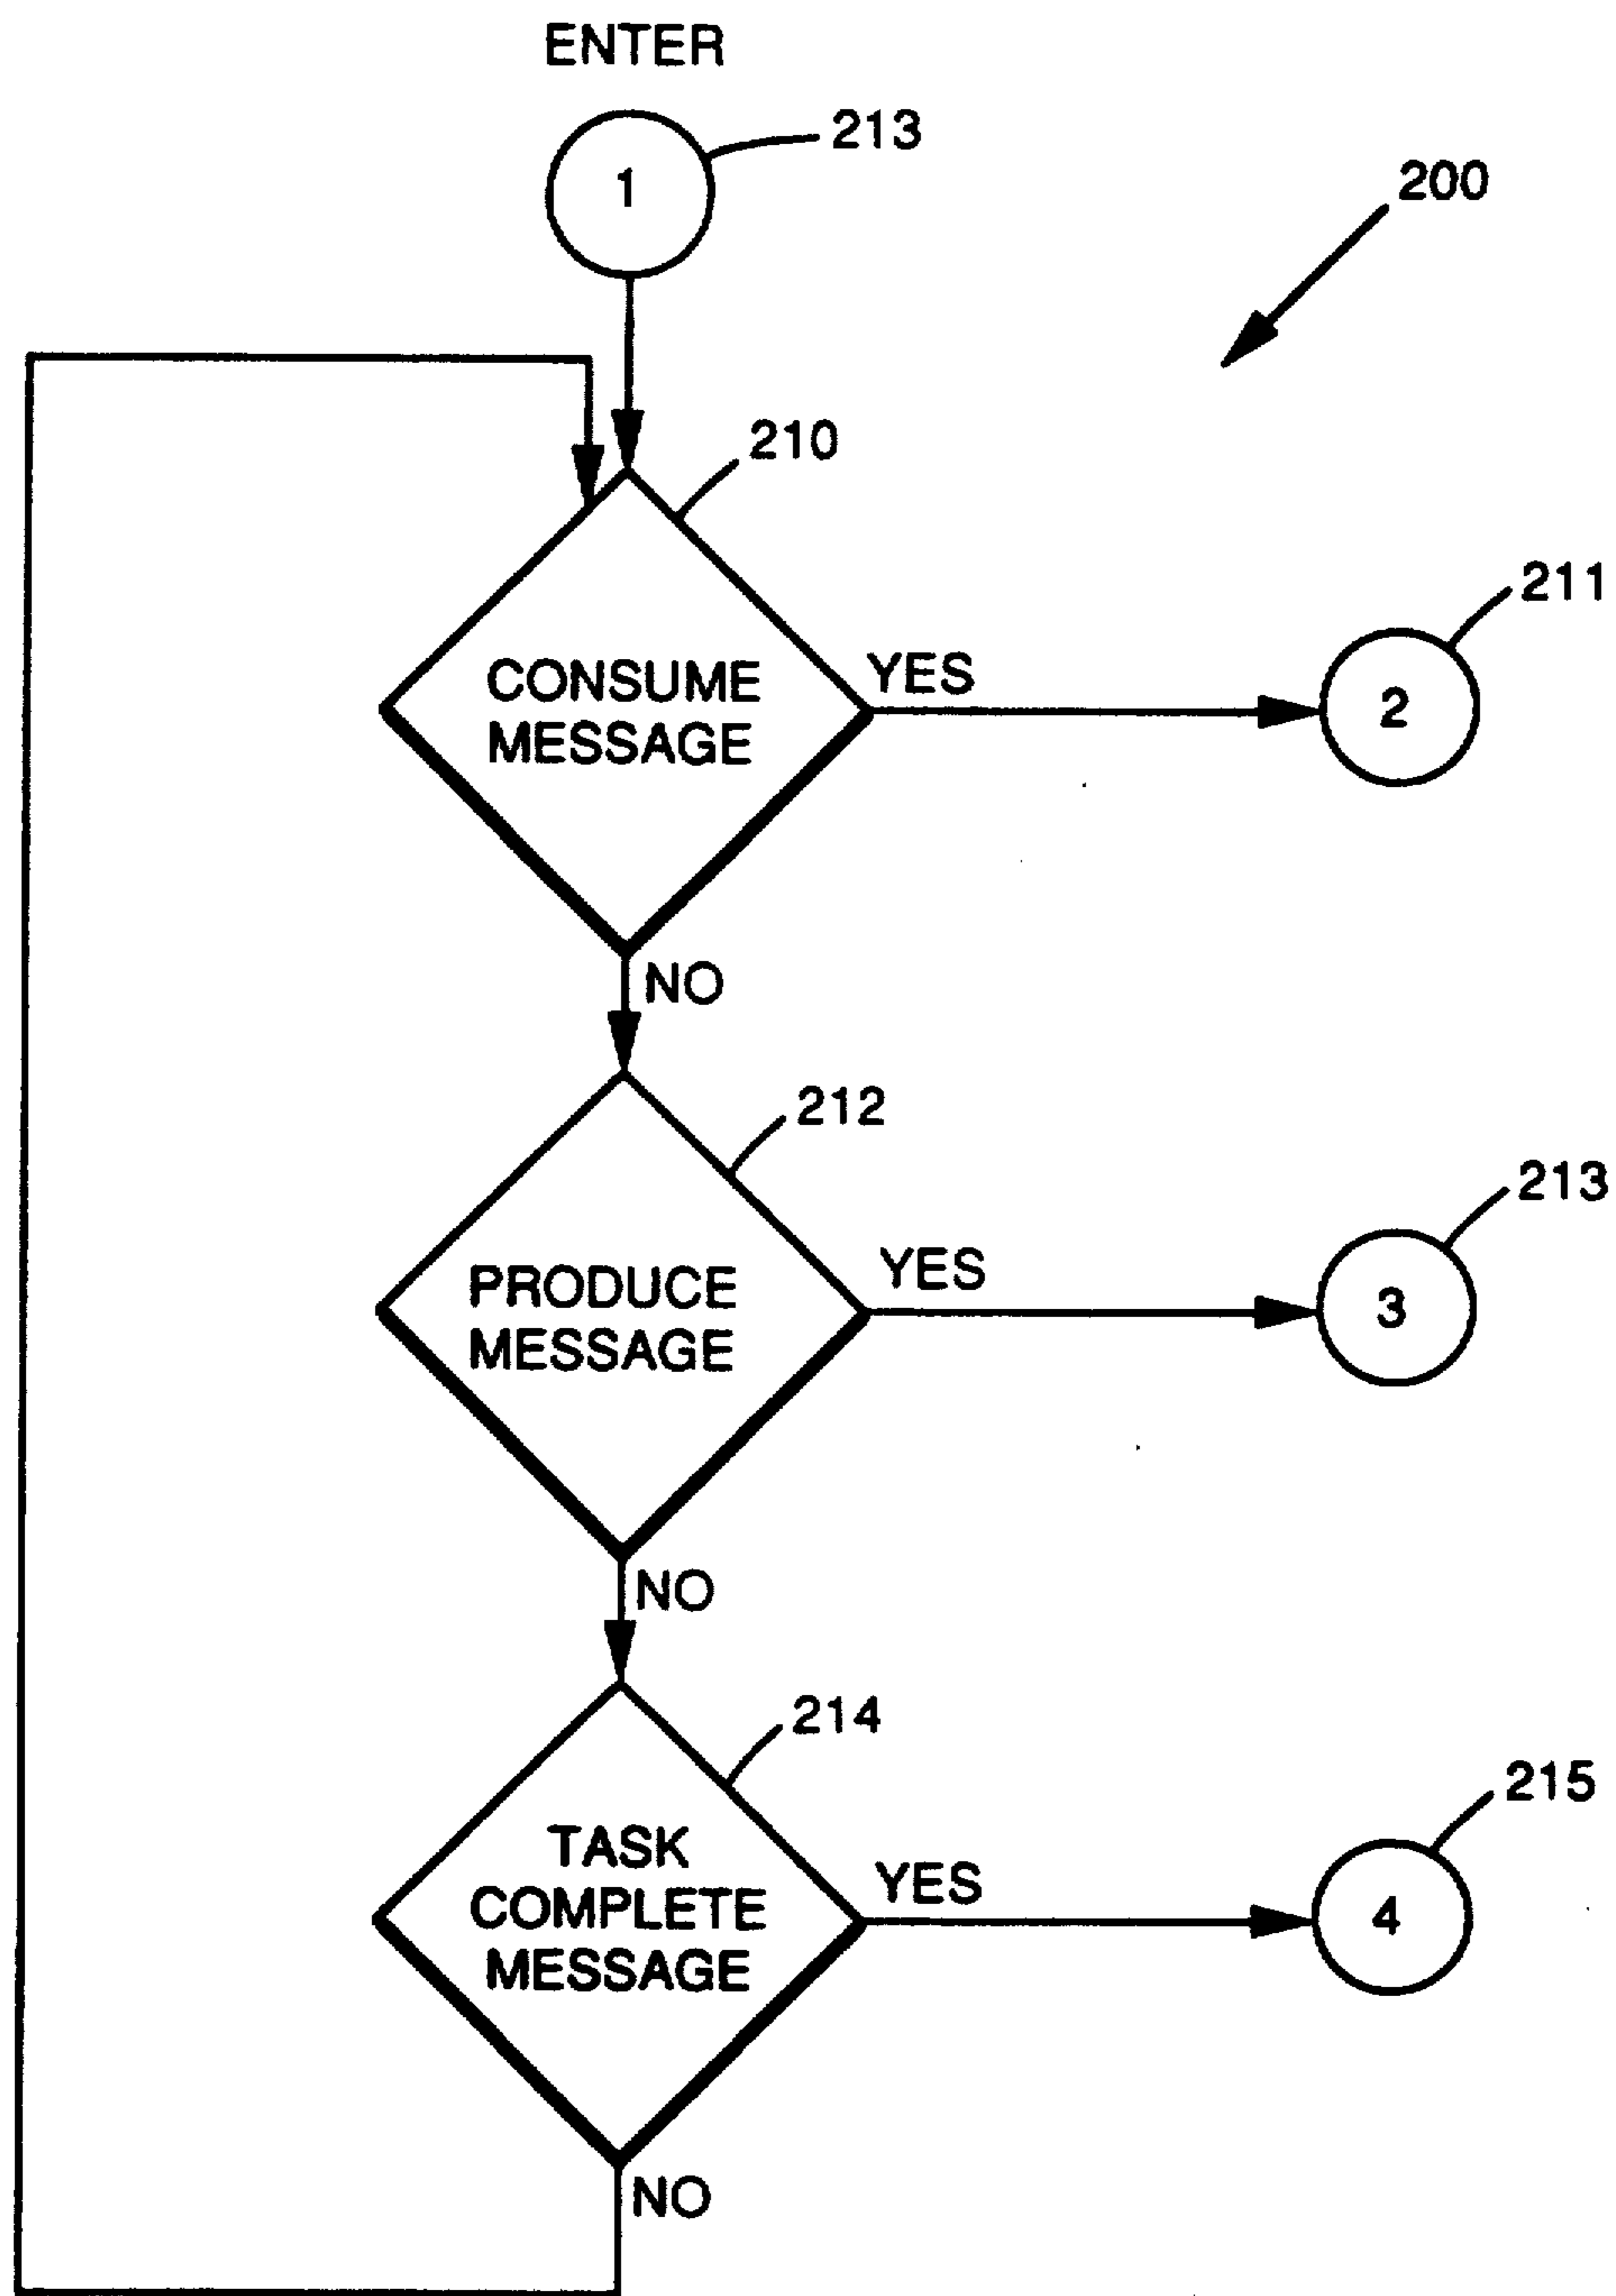 ENTER
213
1
200
210
211
CONSUME
MESSAGE
YES
2
NO
212
213
PRODUCE
MESSAGE
YES
3
NO
214
215
TASK
COMPLETE
MESSAGE
YES
4
NO